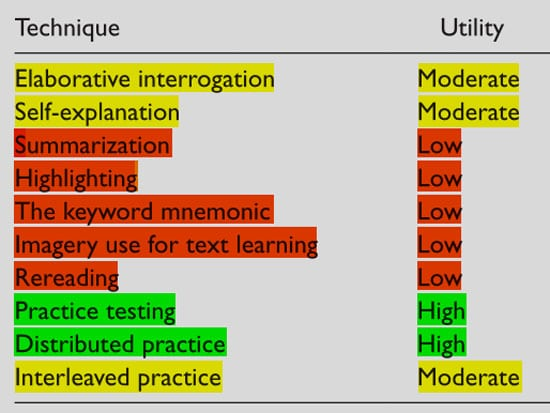 Technique Utility
Elaborative interrogation Moderate
Self-explanation Moderate
Summarization Low
Highlighting Low
The keyword mnemonic Low
Imagery use for text learning Low
Rereading Low
Practice testing High
Distributed practice High
Interleaved practice Moderate